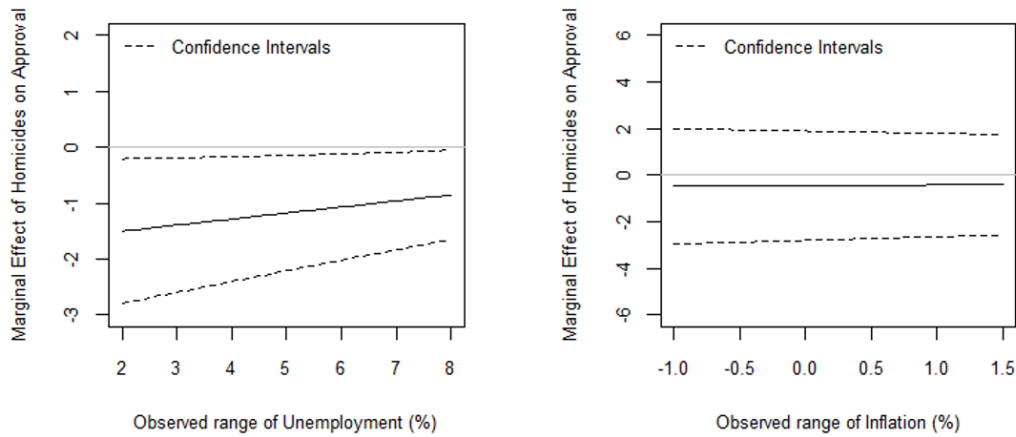 Marginal Effect of Homicides on Approval
2
1
0
-1
-2
-3
Confidence Intervals
2 3 4 5 6 7 8
Observed range of Unemployment (%)
Marginal Effect of Homicides on Approval
6
4
2
0
-2
-4
-6
Confidence Intervals
-1.0 -0.5 0.0 0.5 1.0 1.5
Observed range of Inflation (%)